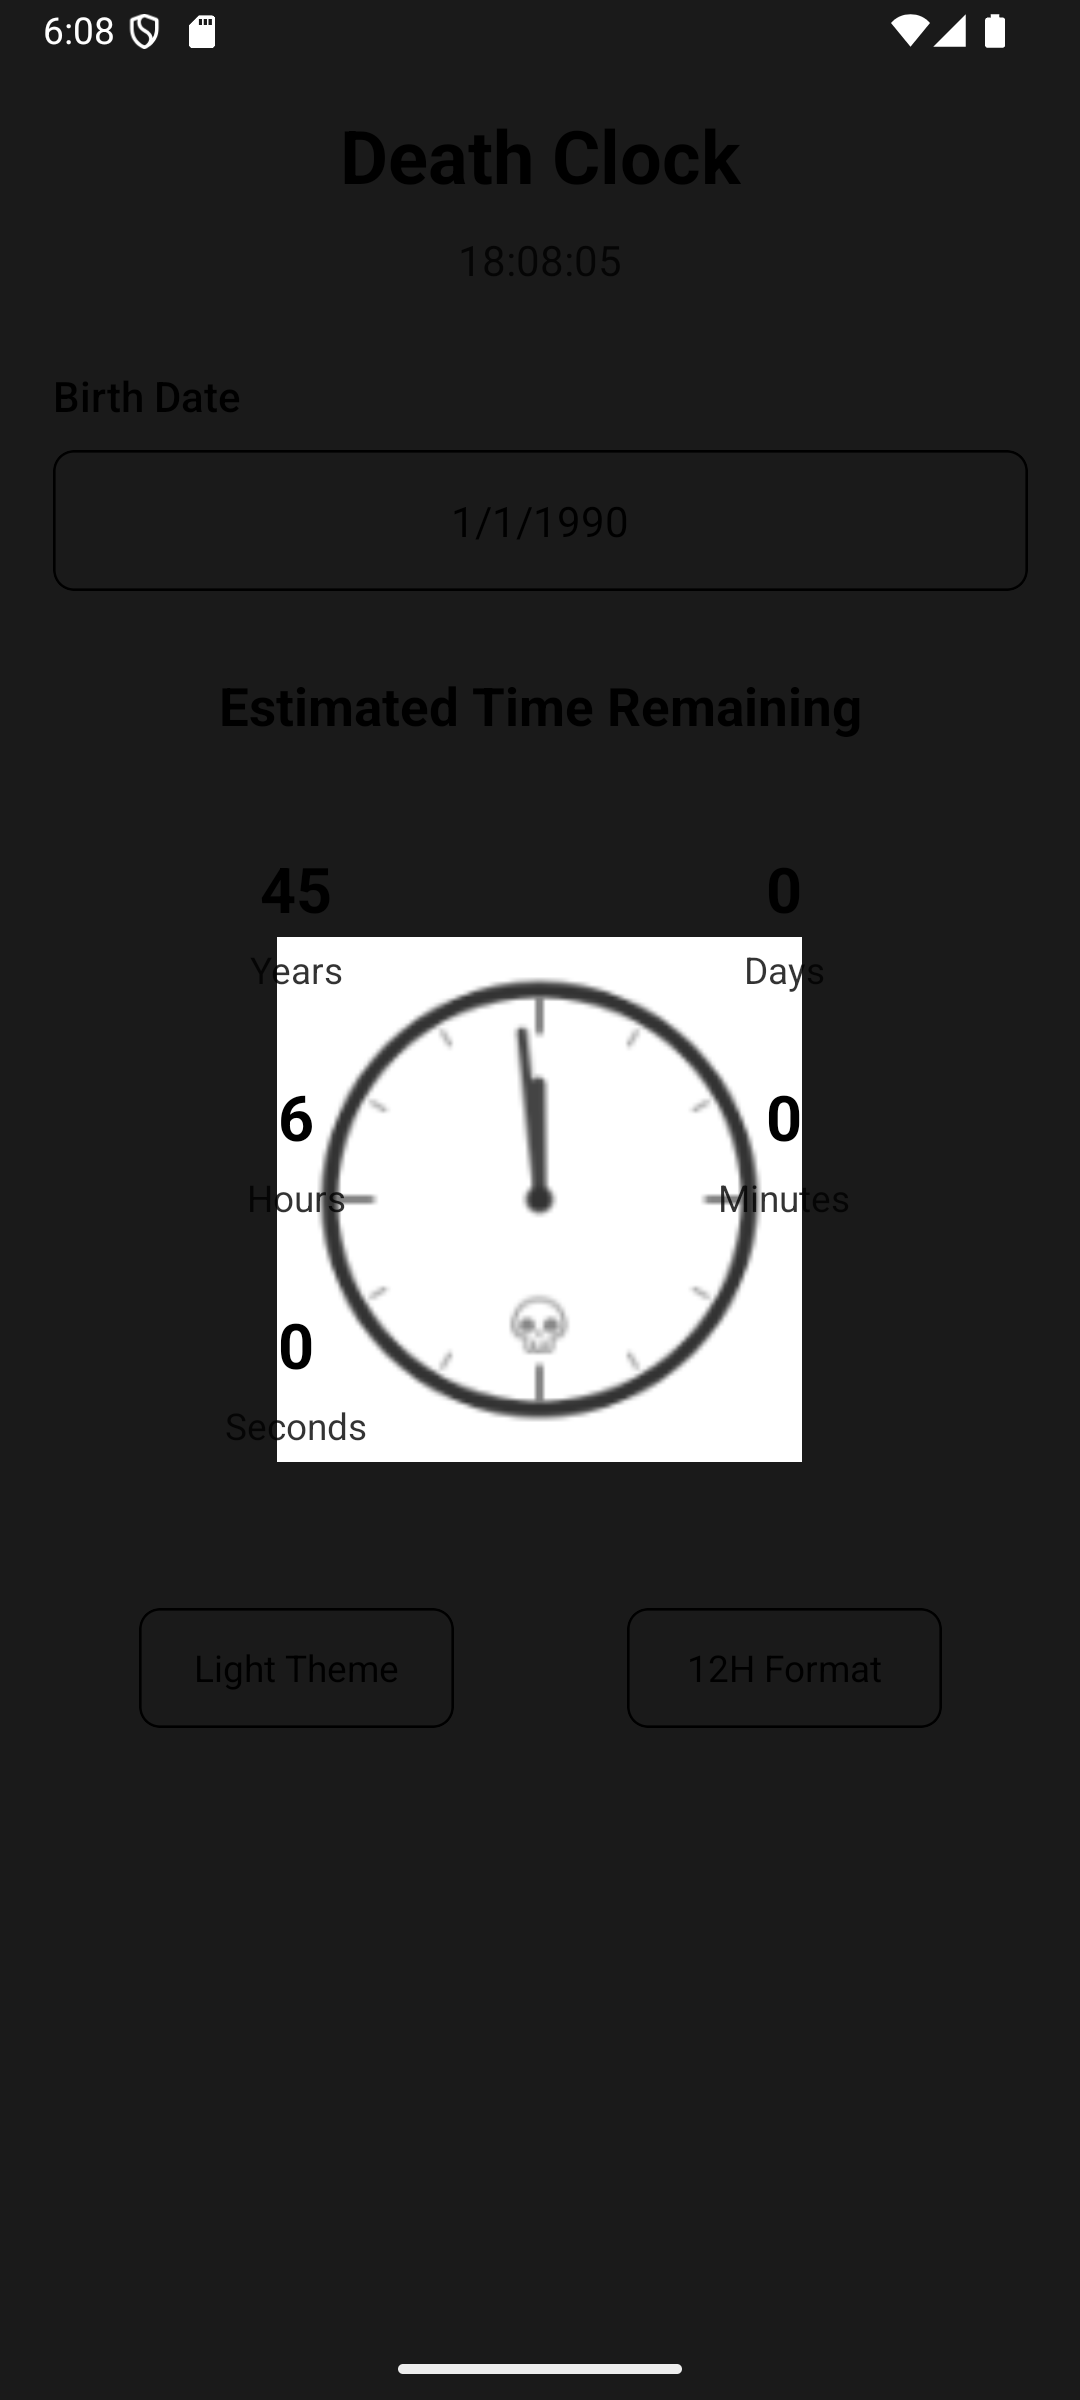 6:08
Death Clock
18:08:05
Birth Date
1/1/1990
Estimated Time Remaining
45 0
Years Days
6 0
Hours Minutes
0
Seconds
Light Theme 12H Format